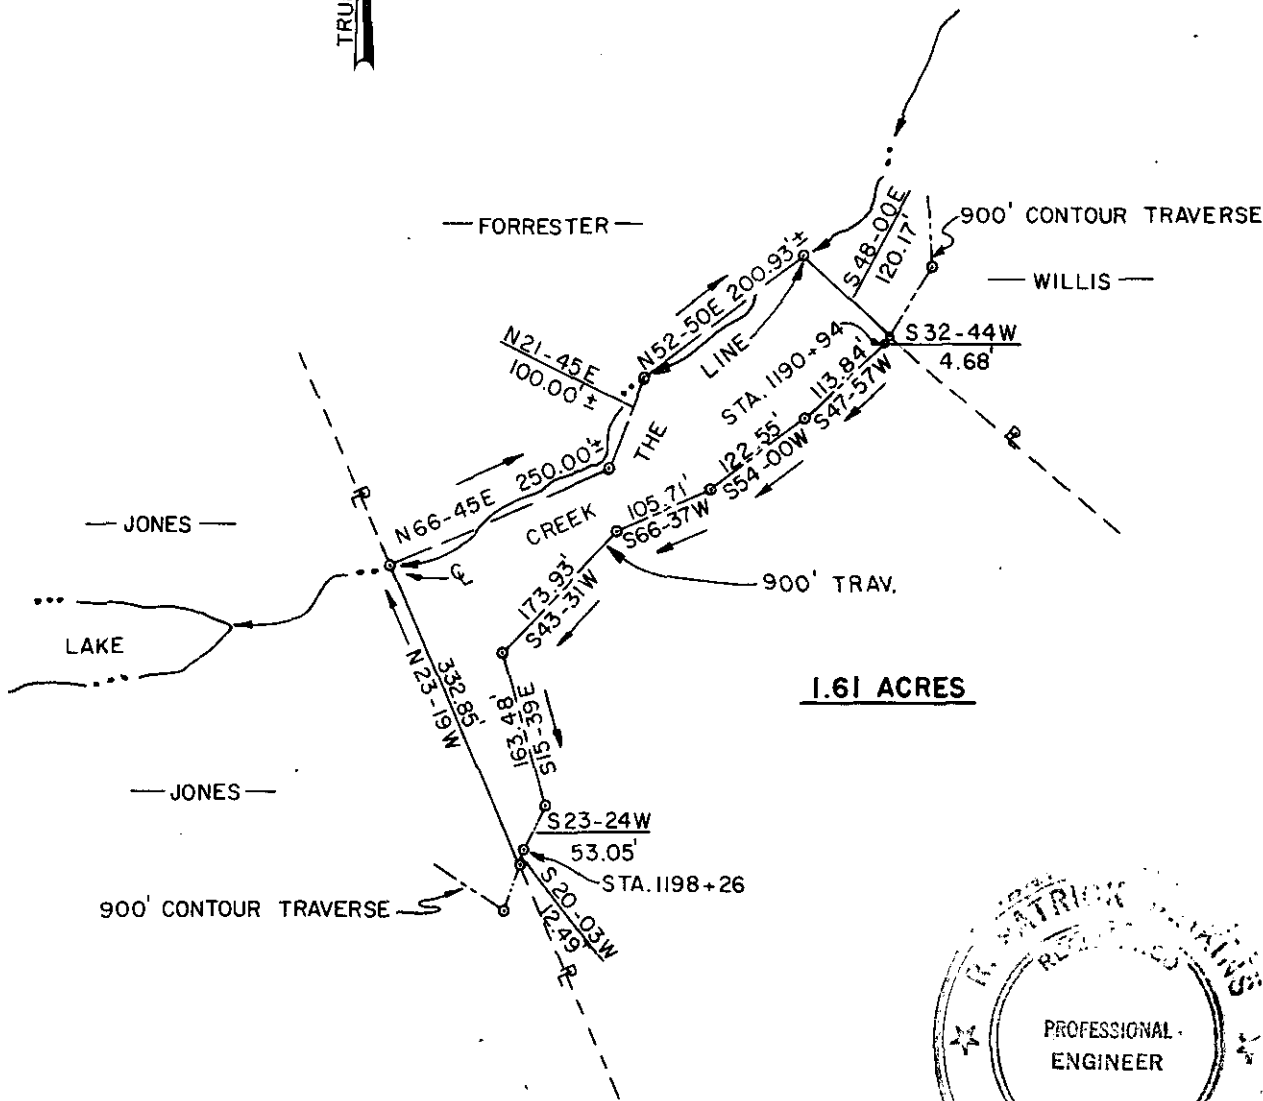 TRU
— FORRESTER —
900' CONTOUR TRAVERSE
— WILLIS —
S 48-00E
120.17'
N52-50E 200.93'±
N21-45E
100.00'±
S 32-44W
4.68'
STA. 1190+94
113.84'
S47-57W
122.55'
S54-00W
105.71'
S66-37W
THE
LINE
CREEK
N66-45E 250.00'±
— JONES —
LAKE
900' TRAV.
173.93'
S43-31W
332.85'
N23-19W
163.48'
S15-39E
1.61 ACRES
— JONES —
S23-24W
53.05'
STA. 1198+26
S20-03W
12.49'
900' CONTOUR TRAVERSE
R. PATRICK
PROFESSIONAL
ENGINEER